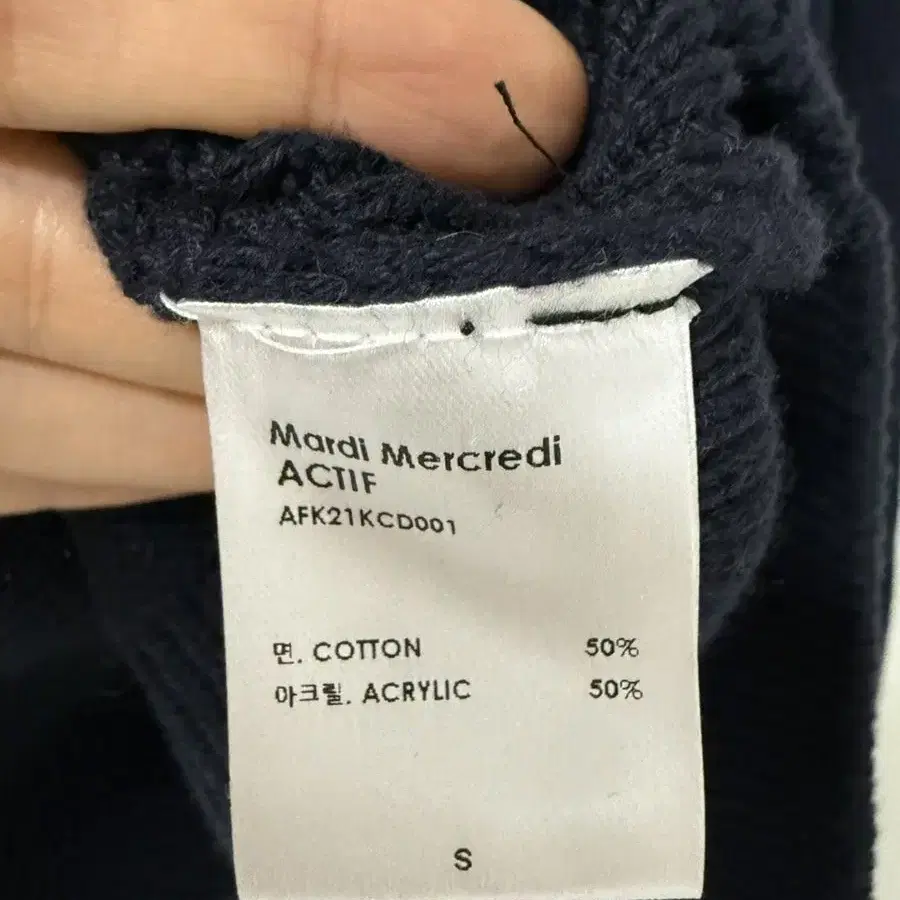 Mardi Mercredi
ACTIF
AFK21KCD001
면. COTTON 50%
아크릴. ACRYLIC 50%
S